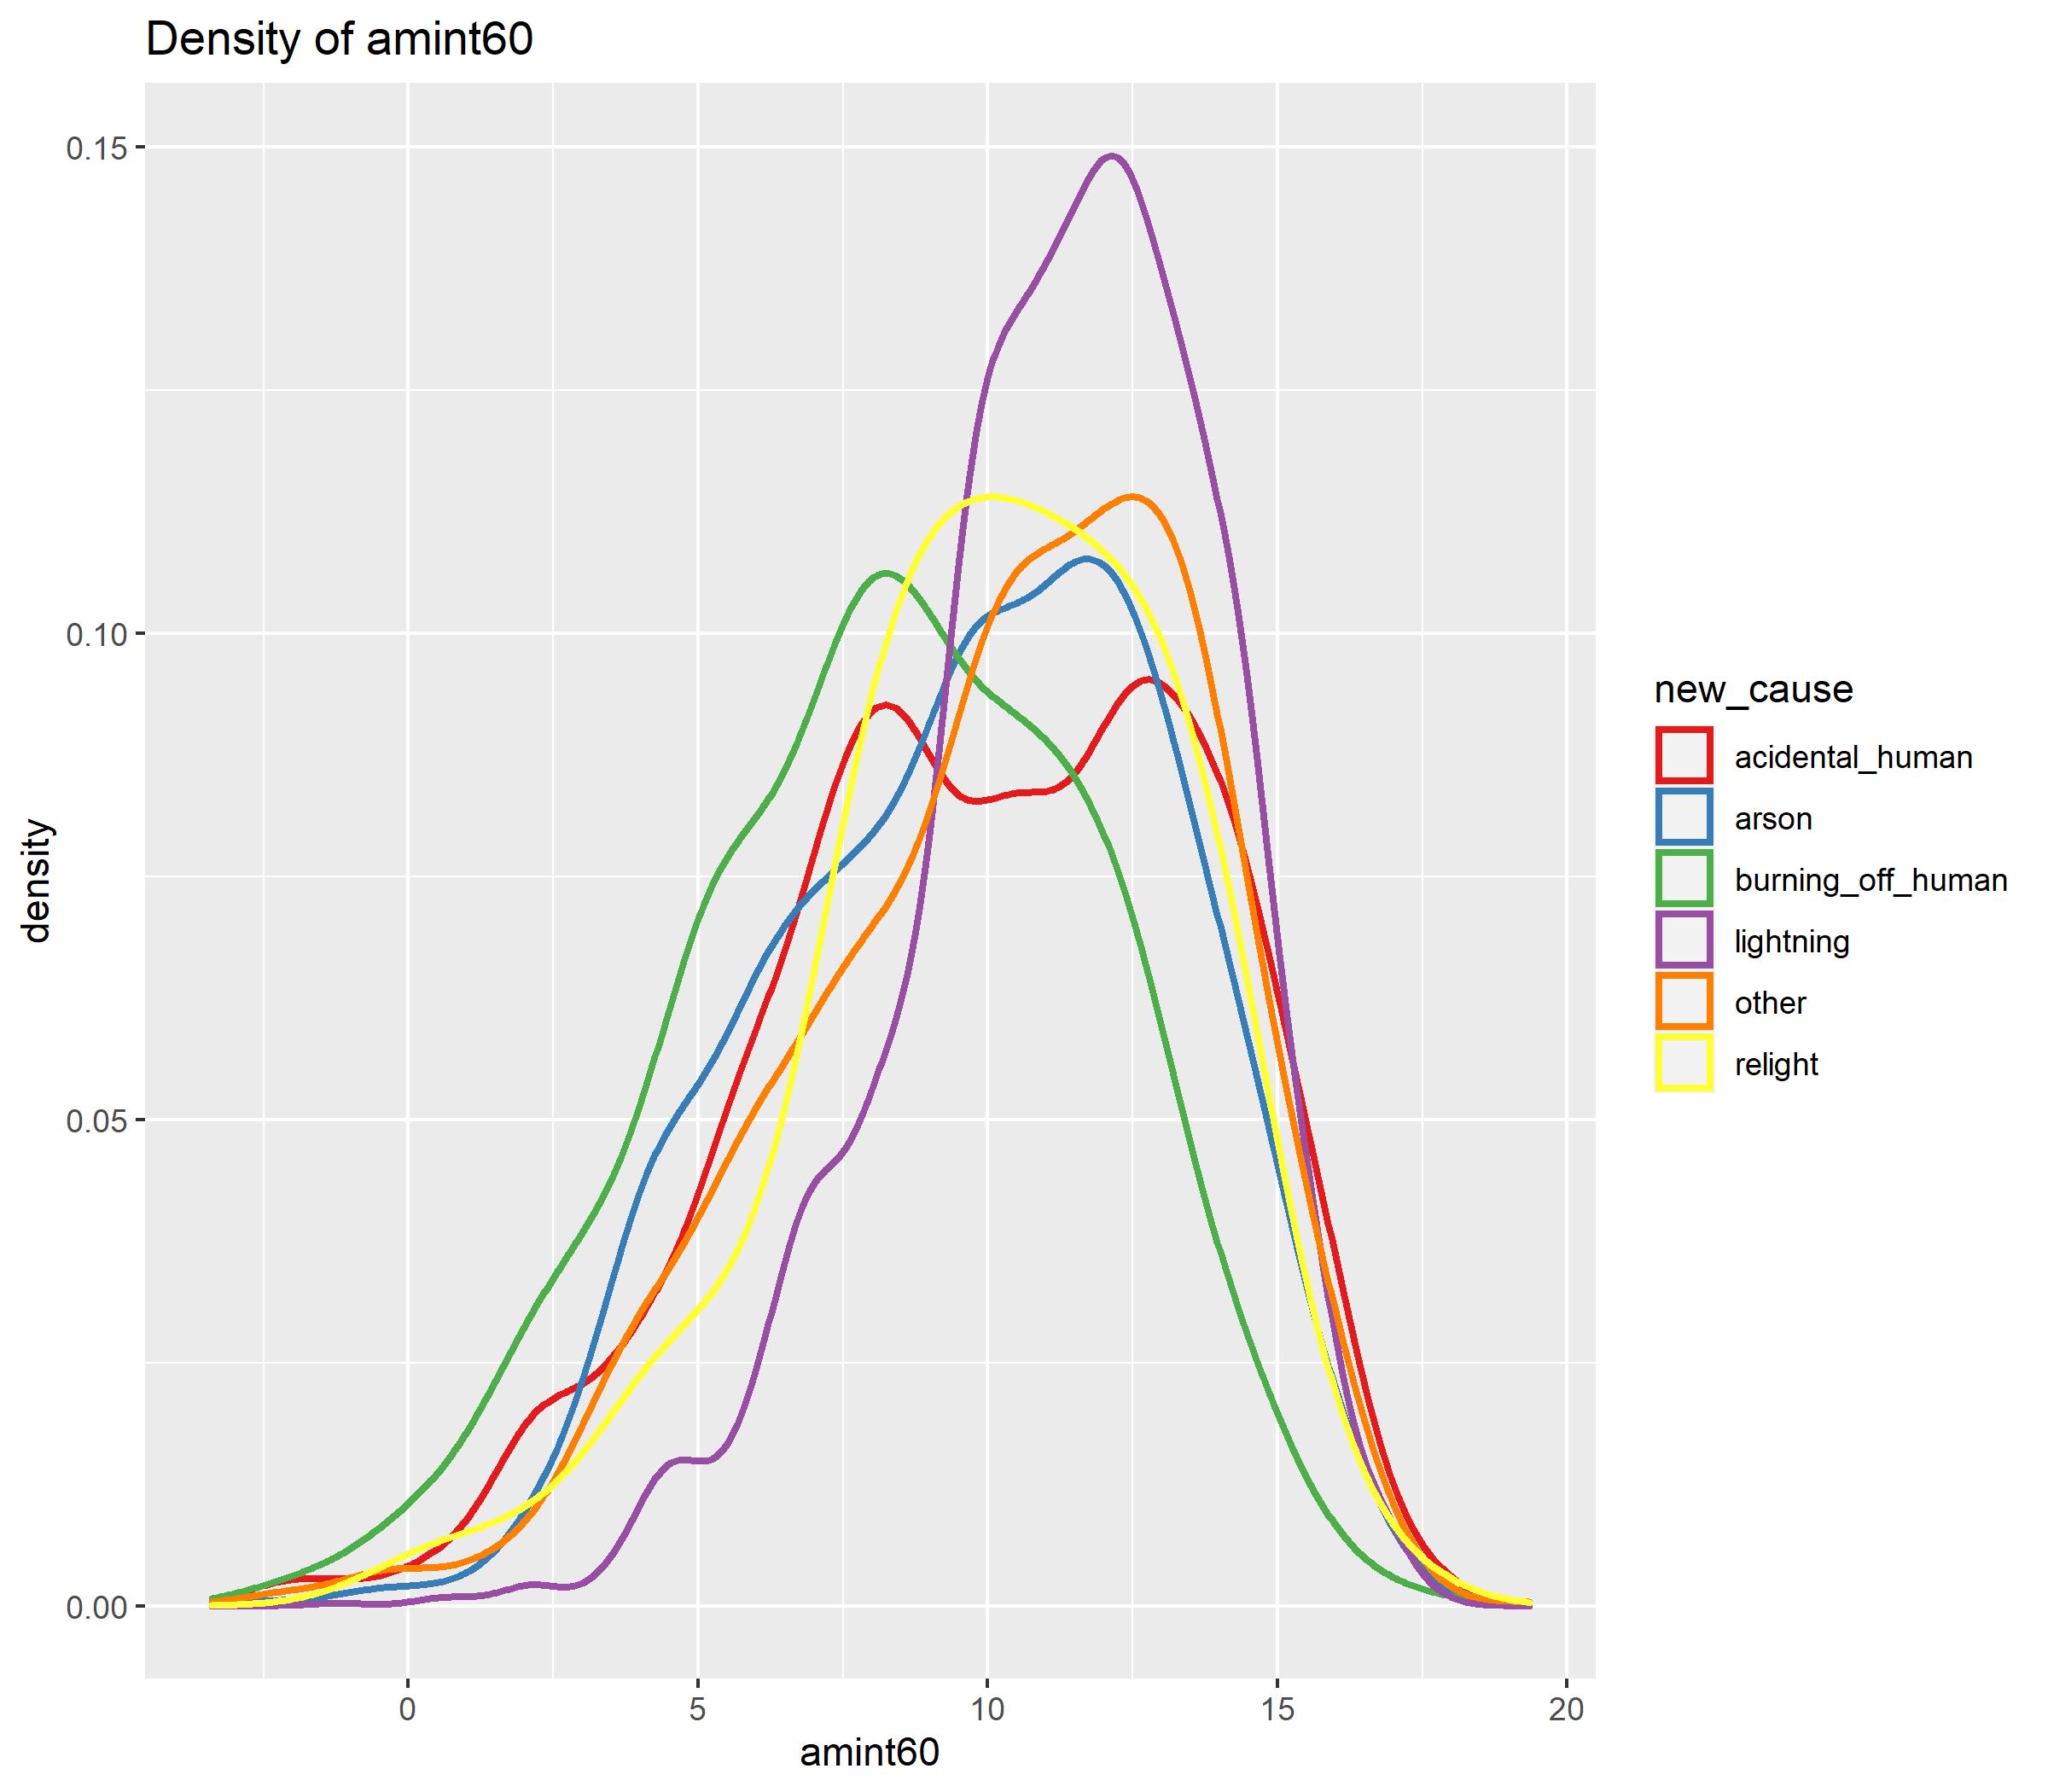 Density of amint60
0.15
0.10
0.05
0.00
density
0
5
10
15
20
amint60
new_cause
acidental_human
arson
burning_off_human
lightning
other
relight